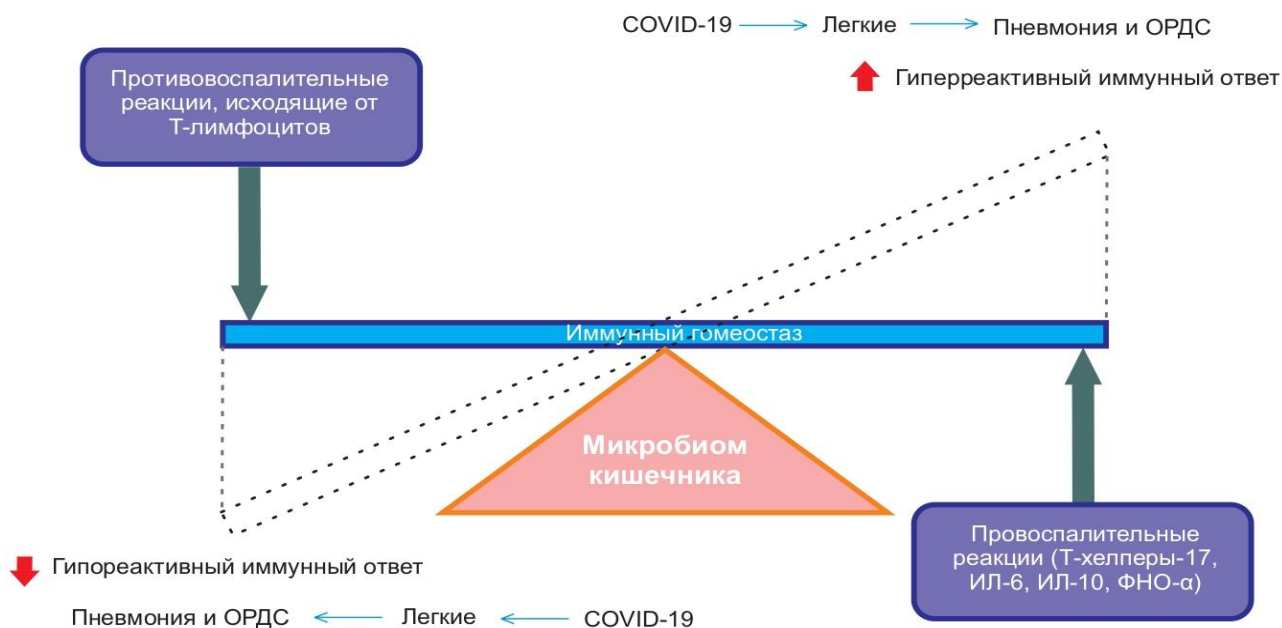 COVID-19 → Легкие → Пневмония и ОРДС
Гиперреактивный иммунный ответ
Противовоспалительные
реакции, исходящие от
Т-лимфоцитов
Иммунный гомеостаз
Микробиом
кишечника
Провоспалительные
реакции (Т-хелперы-17,
ИЛ-6, ИЛ-10, ФНО-α)
Гипореактивный иммунный ответ
Пневмония и ОРДС ← Легкие ← COVID-19